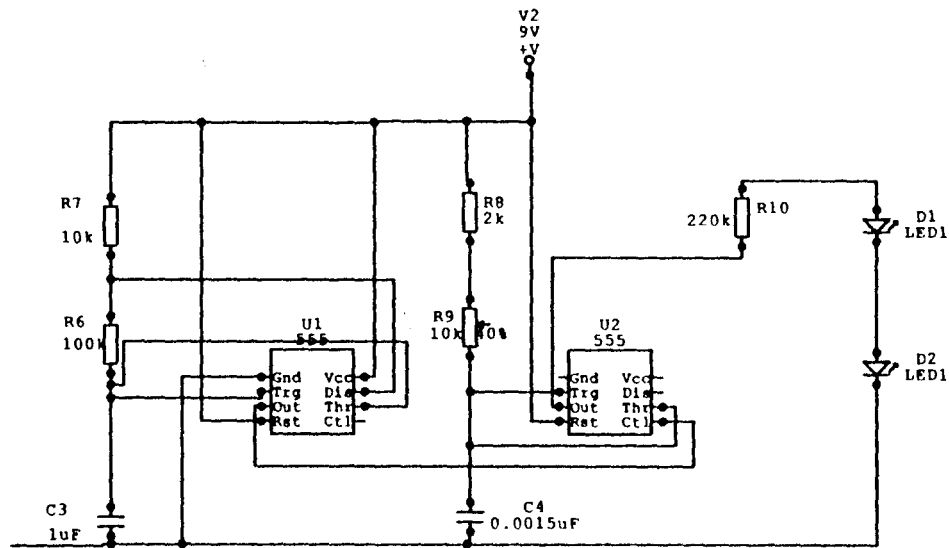 V2
9V
+V
R7
10k
R8
2k
R10
220k
D1
LED1
R6
100k
U1
555
R9
10k 40%
U2
555
D2
LED1
Gnd Vcc
Trg Dis
Out Thr
Rst Ctl
Gnd Vcc
Trg Dis
Out Thr
Rst Ctl
C3
1uF
C4
0.0015uF